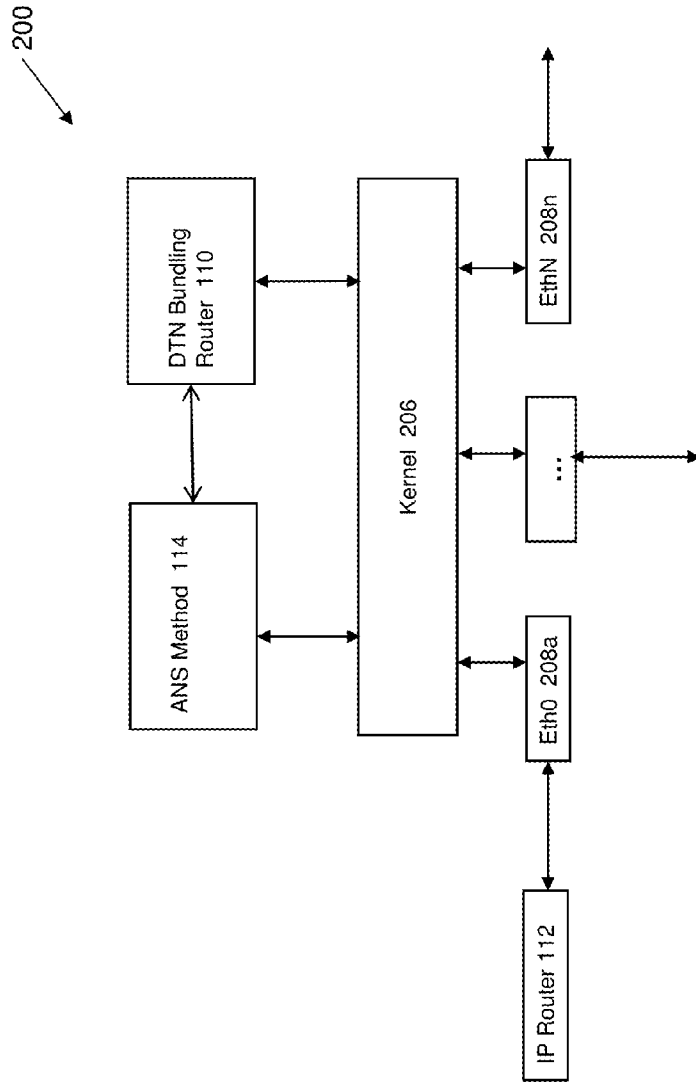 200
ANS Method 114
DTN Bundling
Router 110
Kernel 206
Eth0 208a
...
EthN 208n
IP Router 112